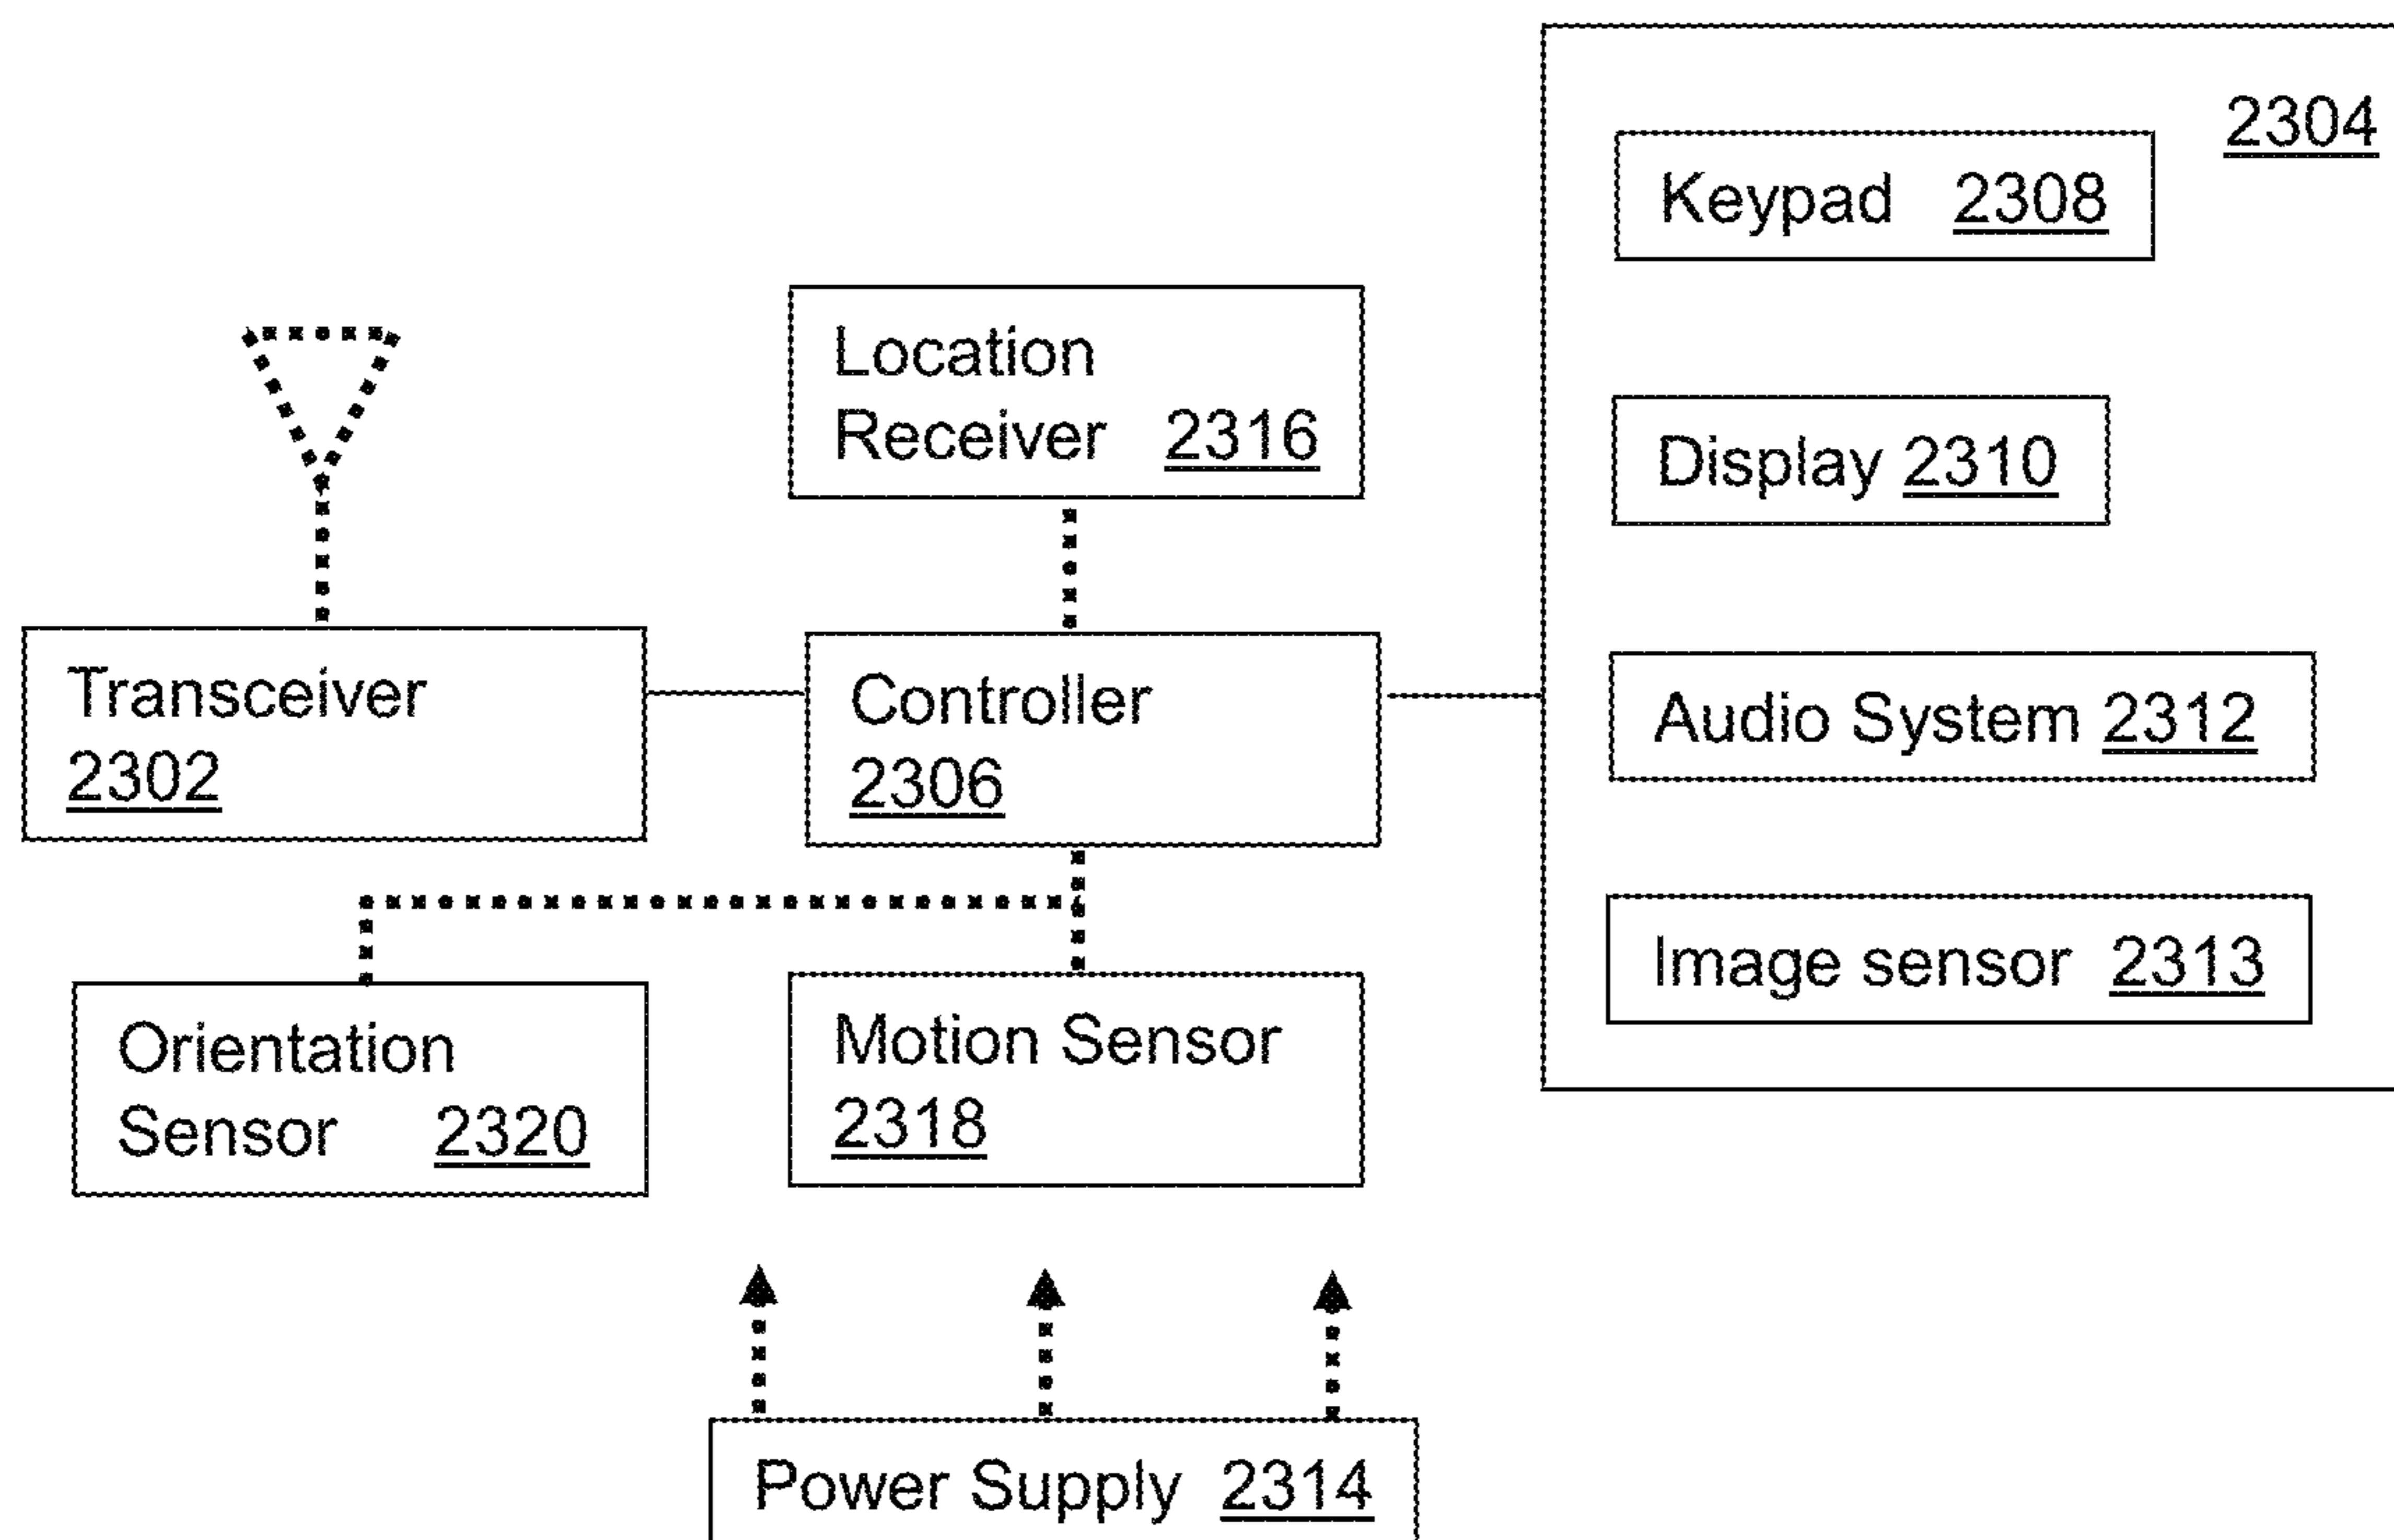 2304
Keypad 2308
Location
Receiver 2316
Display 2310
Transceiver
2302
Controller
2306
Audio System 2312
Image sensor 2313
Orientation
Sensor 2320
Motion Sensor
2318
Power Supply 2314